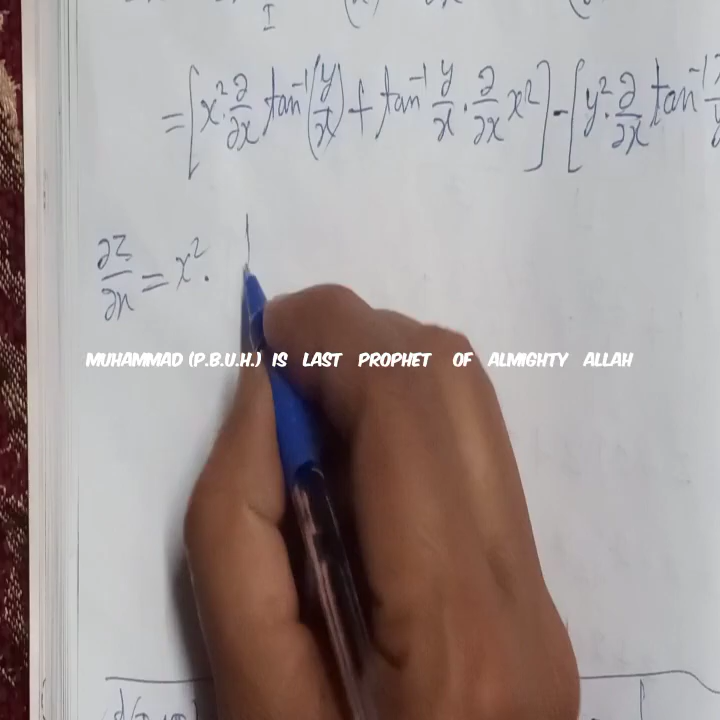 = [x². ∂/∂x tan⁻¹(y/x) + tan⁻¹ y/x · ∂/∂x x²] - [y². ∂/∂x tan⁻¹
∂z/∂x = x² ·
MUHAMMAD (P.B.U.H.) IS LAST PROPHET OF ALMIGHTY ALLAH